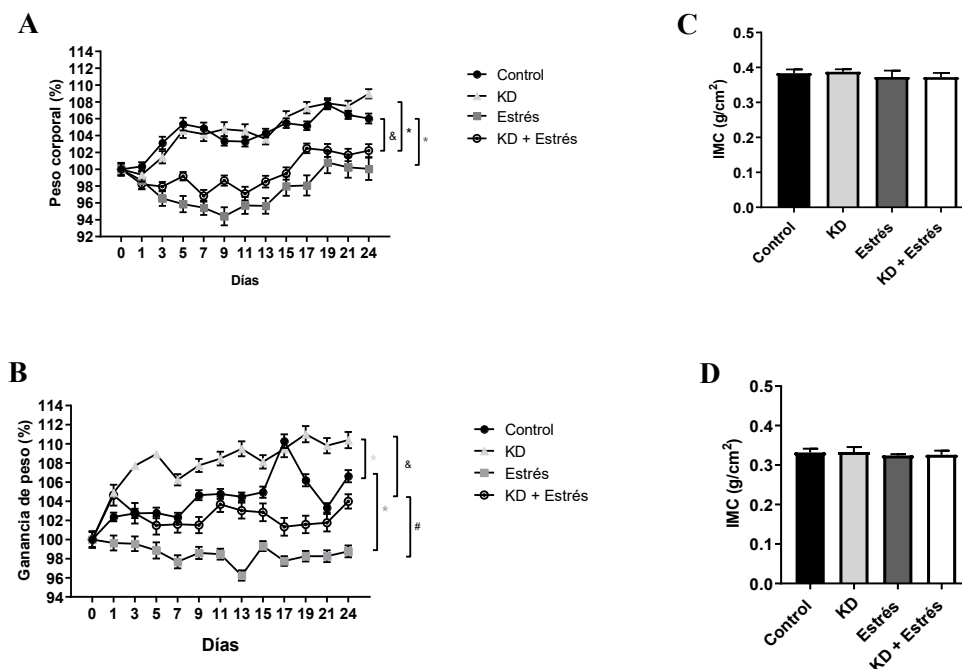 A
Peso corporal (%)
114
112
110
108
106
104
102
100
98
96
94
92
0 1 3 5 7 9 11 13 15 17 19 21 24
Días
Control
KD
Estrés
KD + Estrés
& * *
C
IMC (g/cm²)
0.5
0.4
0.3
0.2
0.1
0.0
Control
KD
Estrés
KD + Estrés
B
Ganancia de peso (%)
114
112
110
108
106
104
102
100
98
96
94
0 1 3 5 7 9 11 13 15 17 19 21 24
Días
Control
KD
Estrés
KD + Estrés
* &
* #
D
IMC (g/cm²)
0.5
0.4
0.3
0.2
0.1
0.0
Control
KD
Estrés
KD + Estrés